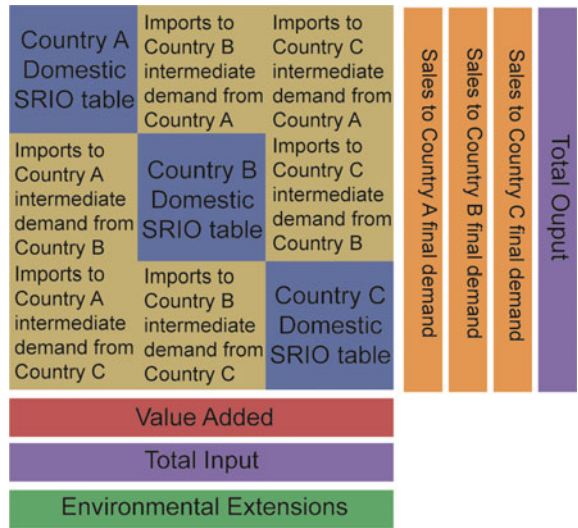 Country A
Domestic
SRIO table
Imports to
Country B
intermediate
demand from
Country A
Imports to
Country C
intermediate
demand from
Country A
Imports to
Country A
intermediate
demand from
Country B
Country B
Domestic
SRIO table
Imports to
Country C
intermediate
demand from
Country B
Imports to
Country A
intermediate
demand from
Country C
Imports to
Country B
intermediate
demand from
Country C
Country C
Domestic
SRIO table
Sales to Country A final demand
Sales to Country B final demand
Sales to Country C final demand
Total Ouput
Value Added
Total Input
Environmental Extensions